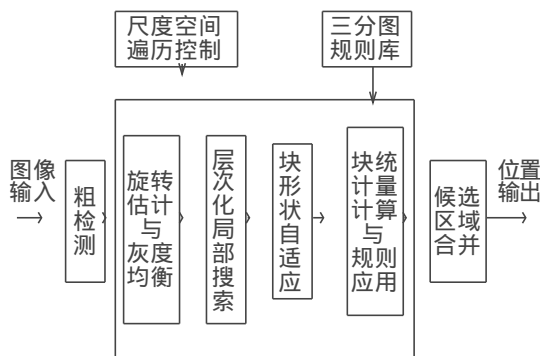 尺度空间
遍历控制
三分图
规则库
图像
输入
粗
检
测
旋转
估计
与
灰度
均衡
层
次
化
局
部
搜
索
块
形
状
自
适
应
块统
计量
计算
与
规则
应用
候选
区域
合并
位置
输出